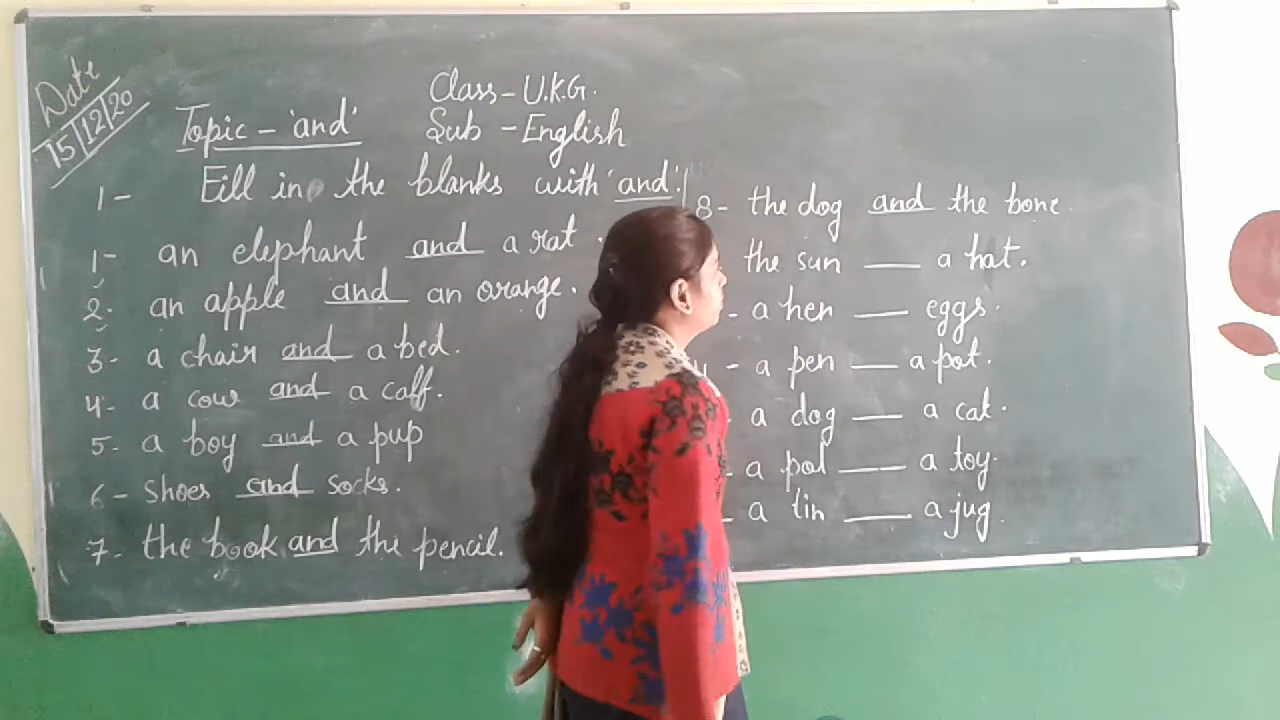 Date
15/12/20
Class - U.K.G.
Topic - 'and'
Sub - English
1- Fill in the blanks with 'and'.
1- an elephant and a rat.
2- an apple and an orange.
3- a chair and a bed.
4- a cow and a calf.
5- a boy and a pup
6- Shoes and socks.
7- the book and the pencil.
8- the dog and the bone.
the sun ___ a hat.
- a hen ___ eggs.
- a pen ___ a pot.
a dog ___ a cat.
- a pal ___ a toy.
- a tin ___ a jug.